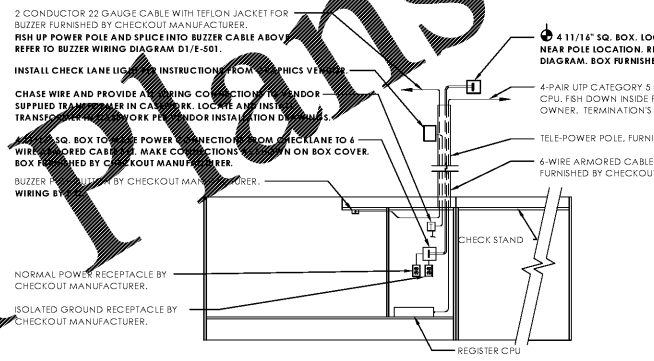 2 CONDUCTOR 22 GAUGE CABLE WITH TEFLON JACKET FOR
BUZZER FURNISHED BY CHECKOUT MANUFACTURER.
FISH UP POWER POLE AND SPLICE INTO BUZZER CABLE ABOVE
REFER TO BUZZER WIRING DIAGRAM D1/E-501.
INSTALL CHECK LANE LIGHT PER INSTRUCTIONS FROM GRAPHICS VENDOR.
CHASE WIRE AND PROVIDE ALL WIRING CONNECTIONS TO VENDOR
SUPPLIED TRANSFORMER IN CASEWORK. LOCATE AND INSTALL
TRANSFORMER IN CASEWORK PER VENDOR INSTALLATION DRAWINGS.
SQ. BOX TO MAKE POWER CONNECTIONS FROM CHECKLANE TO 6
WIRE ARMORED CABLE SET. MAKE CONNECTIONS AS SHOWN ON BOX COVER.
BOX FURNISHED BY CHECKOUT MANUFACTURER.
BUZZER PUSHBUTTON BY CHECKOUT MANUFACTURER.
WIRING BY
NORMAL POWER RECEPTACLE BY
CHECKOUT MANUFACTURER.
ISOLATED GROUND RECEPTACLE BY
CHECKOUT MANUFACTURER.
4 11/16" SQ. BOX. LOC
NEAR POLE LOCATION. RE
DIAGRAM. BOX FURNISHE
4-PAIR UTP CATEGORY 5
CPU. FISH DOWN INSIDE P
OWNER. TERMINATION'S
TELE-POWER POLE, FURNI
6-WIRE ARMORED CABLE
FURNISHED BY CHECKOU
CHECK STAND
REGISTER CPU
Plans